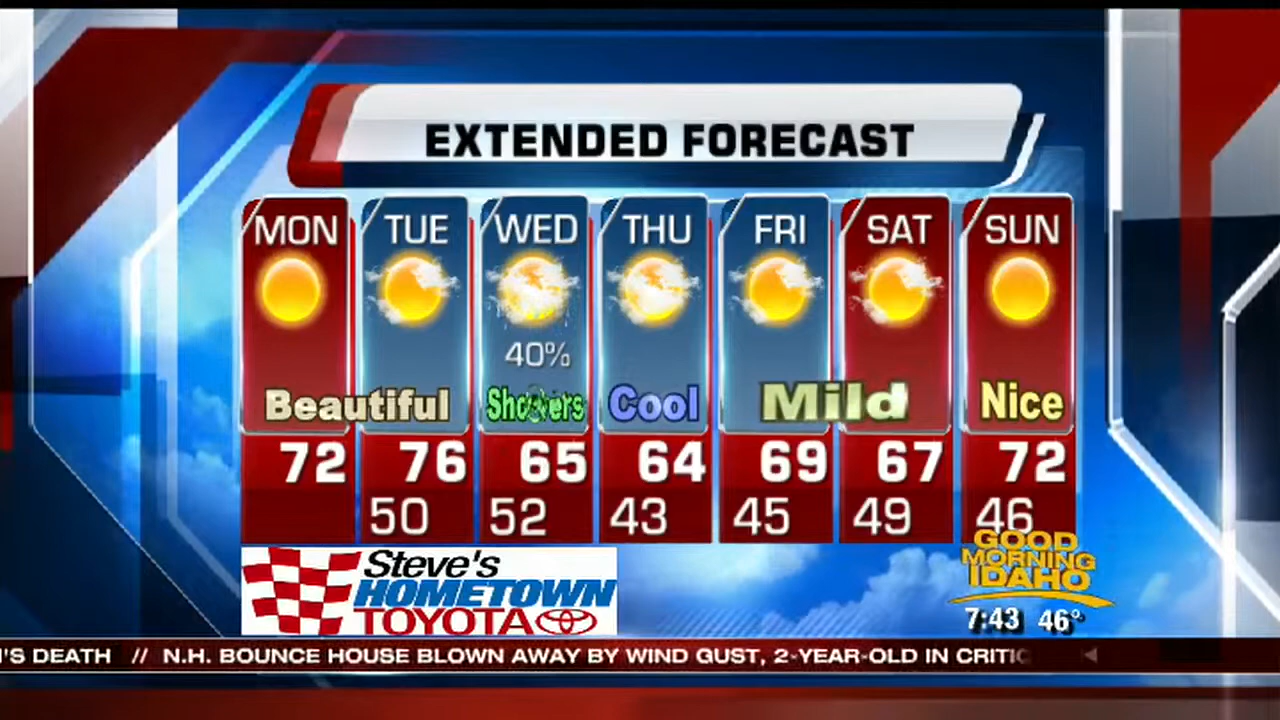 EXTENDED FORECAST
MON TUE WED THU FRI SAT SUN
40%
Beautiful Showers Cool Mild Nice
72 76 65 64 69 67 72
50 52 43 45 49 46
Steve's
HOMETOWN
TOYOTA
GOOD
MORNING
IDAHO
7:43 46°
'S DEATH // N.H. BOUNCE HOUSE BLOWN AWAY BY WIND GUST, 2-YEAR-OLD IN CRITIC